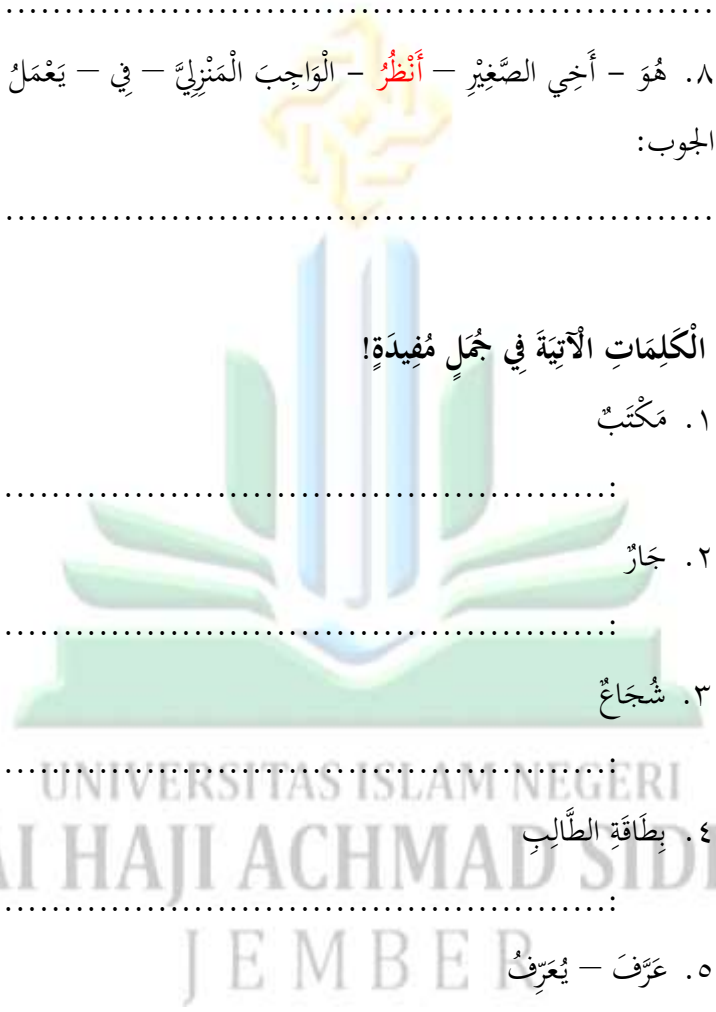 ............................................................
٨. هُوَ – أَخِي الصَّغِيْرِ – أَنْظُرُ – الْوَاجِبَ الْمَنْزِلِيَّ – فِي – يَعْمَلُ
الجوب:
............................................................
الْكَلِمَاتِ الْآتِيَةَ فِي جُمَلٍ مُفِيدَةٍ!
١. مَكْتَبٌ
:....................................................
٢. جَارٌ
:....................................................
٣. شُجَاعٌ
:....................................................
UNIVERSITAS ISLAM NEGERI
٤. بِطَاقَةِ الطَّالِبِ
AI HAJI ACHMAD SIDI
:....................................................
JEMBER
٥. عَرَّفَ – يُعَرِّفُ